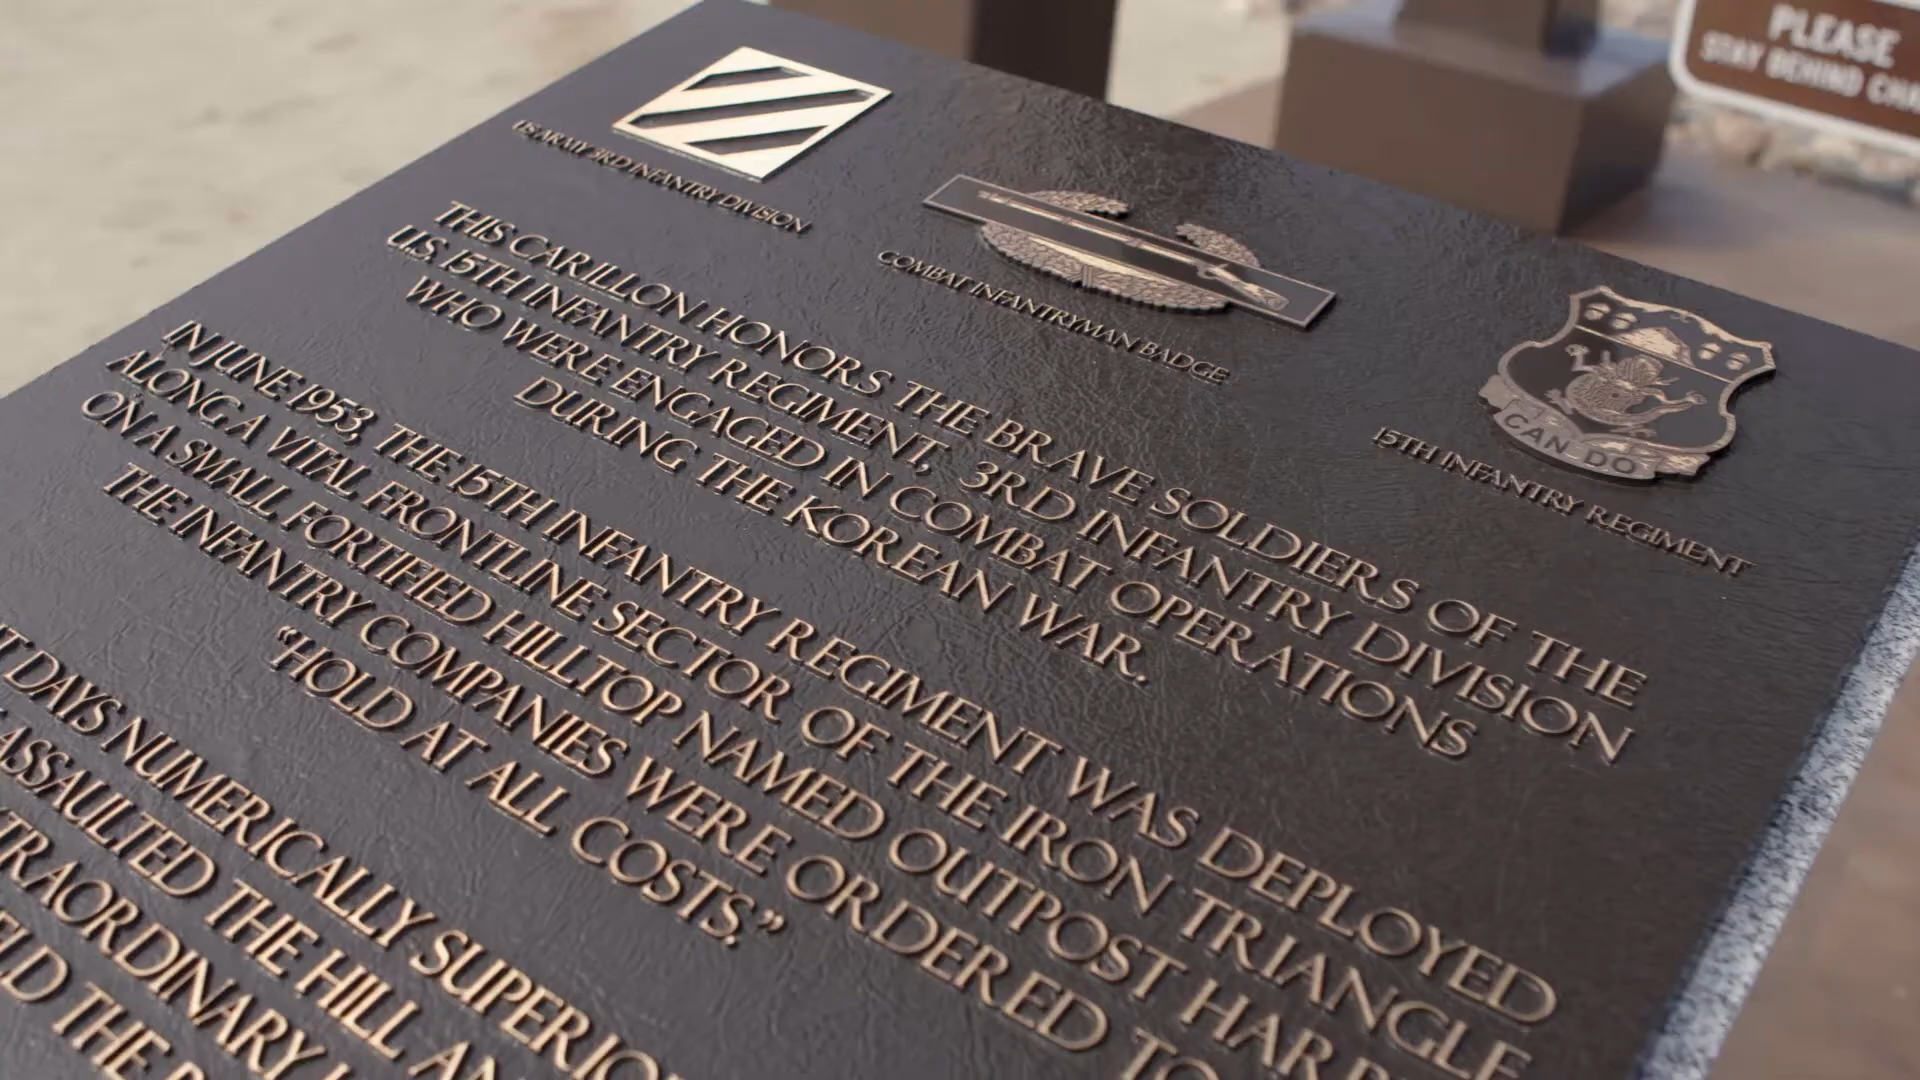 PLEASE
STAY BEHIND
US ARMY 3RD INFANTRY DIVISION
COMBAT INFANTRYMAN BADGE
CAN DO
15TH INFANTRY REGIMENT
THIS CARILLON HONORS THE BRAVE SOLDIERS OF THE
U.S. 15TH INFANTRY REGIMENT, 3RD INFANTRY DIVISION
WHO WERE ENGAGED IN COMBAT OPERATIONS
DURING THE KOREAN WAR.
IN JUNE 1953, THE 15TH INFANTRY REGIMENT WAS DEPLOYED
ALONG A VITAL FRONTLINE SECTOR OF THE IRON TRIANGLE
ON A SMALL FORTIFIED HILLTOP NAMED OUTPOST
THE INFANTRY COMPANIES WERE ORDERED TO
"HOLD AT ALL COSTS."
DAYS NUMERICALLY
ASSAULTED THE HILL
THE